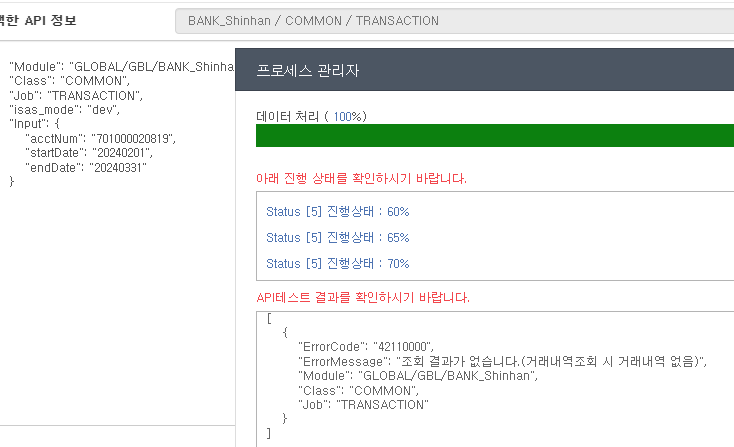 백한 API 정보
BANK_Shinhan / COMMON / TRANSACTION
"Module": "GLOBAL/GBL/BANK_Shinha
"Class": "COMMON",
"Job": "TRANSACTION",
"isas_mode": "dev",
"Input": {
"acctNum": "701000020819",
"startDate": "20240201",
"endDate": "20240331"
}
프로세스 관리자
데이터 처리 ( 100%)
아래 진행 상태를 확인하시기 바랍니다.
Status [5] 진행상태 : 60%
Status [5] 진행상태 : 65%
Status [5] 진행상태 : 70%
API테스트 결과를 확인하시기 바랍니다.
[
{
"ErrorCode": "42110000",
"ErrorMessage": "조회 결과가 없습니다.(거래내역조회 시 거래내역 없음)",
"Module": "GLOBAL/GBL/BANK_Shinhan",
"Class": "COMMON",
"Job": "TRANSACTION"
}
]